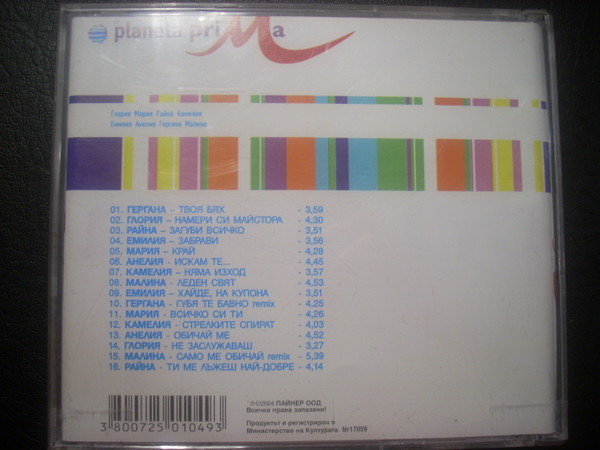 planeta priMa
Глория Мария Райна Камелия
Емилия Анелия Гергана Малина
01. ГЕРГАНА - ТВОЯ БЯХ - 3,59
02. ГЛОРИЯ – НАМЕРИ СИ МАЙСТОРА - 4,30
03. РАЙНА – ЗАГУБИ ВСИЧКО - 3,51
04. ЕМИЛИЯ – ЗАБРАВИ - 3,56
05. МАРИЯ – КРАЙ - 4,28
06. АНЕЛИЯ - ИСКАМ ТЕ... - 4,45
07. КАМЕЛИЯ – НЯМА ИЗХОД - 3,57
08. МАЛИНА - ЛЕДЕН СВЯТ - 4,53
09. ЕМИЛИЯ – ХАЙДЕ, НА КУПОНА - 3,51
10. ГЕРГАНА – ГУБЯ ТЕ БАВНО remix - 4,25
11. МАРИЯ – ВСИЧКО СИ ТИ - 4,26
12. КАМЕЛИЯ - СТРЕЛКИТЕ СПИРАТ - 4,03
13. АНЕЛИЯ - ОБИЧАЙ МЕ - 4,52
14. ГЛОРИЯ - НЕ ЗАСЛУЖАВАШ - 3,27
15. МАЛИНА - САМО МЕ ОБИЧАЙ remix - 5,39
16. РАЙНА - ТИ МЕ ЛЪЖЕШ НАЙ-ДОБРЕ - 4,14
℗©2004 ПАЙНЕР ООД
Всички права запазени!
Продуктът е регистриран в
Министерство на Културата №17059
3800725010493